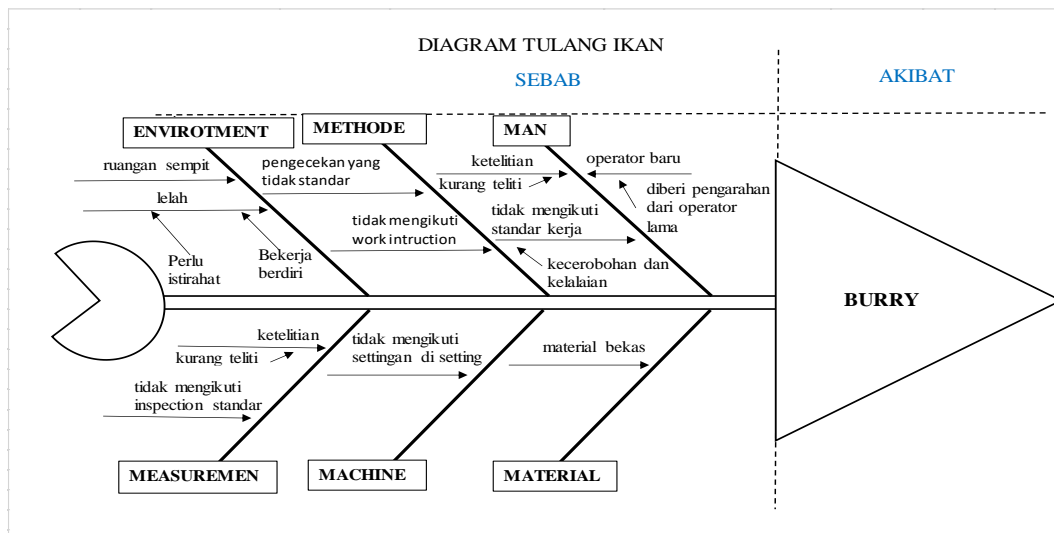 DIAGRAM TULANG IKAN
SEBAB
AKIBAT
ENVIROTMENT
METHODE
MAN
ruangan sempit
lelah
Perlu
istirahat
Bekerja
berdiri
pengecekan yang
tidak standar
tidak mengikuti
work intruction
ketelitian
kurang teliti
operator baru
diberi pengarahan
dari operator
lama
tidak mengikuti
standar kerja
kecerobohan dan
kelalaian
BURRY
ketelitian
kurang teliti
tidak mengikuti
inspection standar
tidak mengikuti
settingan di setting
material bekas
MEASUREMEN
MACHINE
MATERIAL